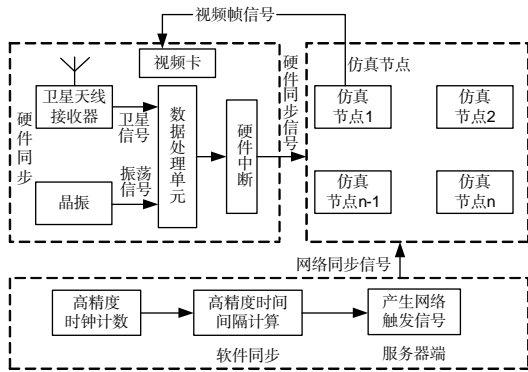 视频帧信号
视频卡
硬件同步
卫星天线
接收器
卫星
信号
晶振
振荡
信号
数据处理单元
硬件中断
硬件同步信号
仿真节点
仿真
节点1
仿真
节点2
仿真
节点n-1
仿真
节点n
网络同步信号
高精度
时钟计数
高精度时间
间隔计算
产生网络
触发信号
软件同步
服务器端